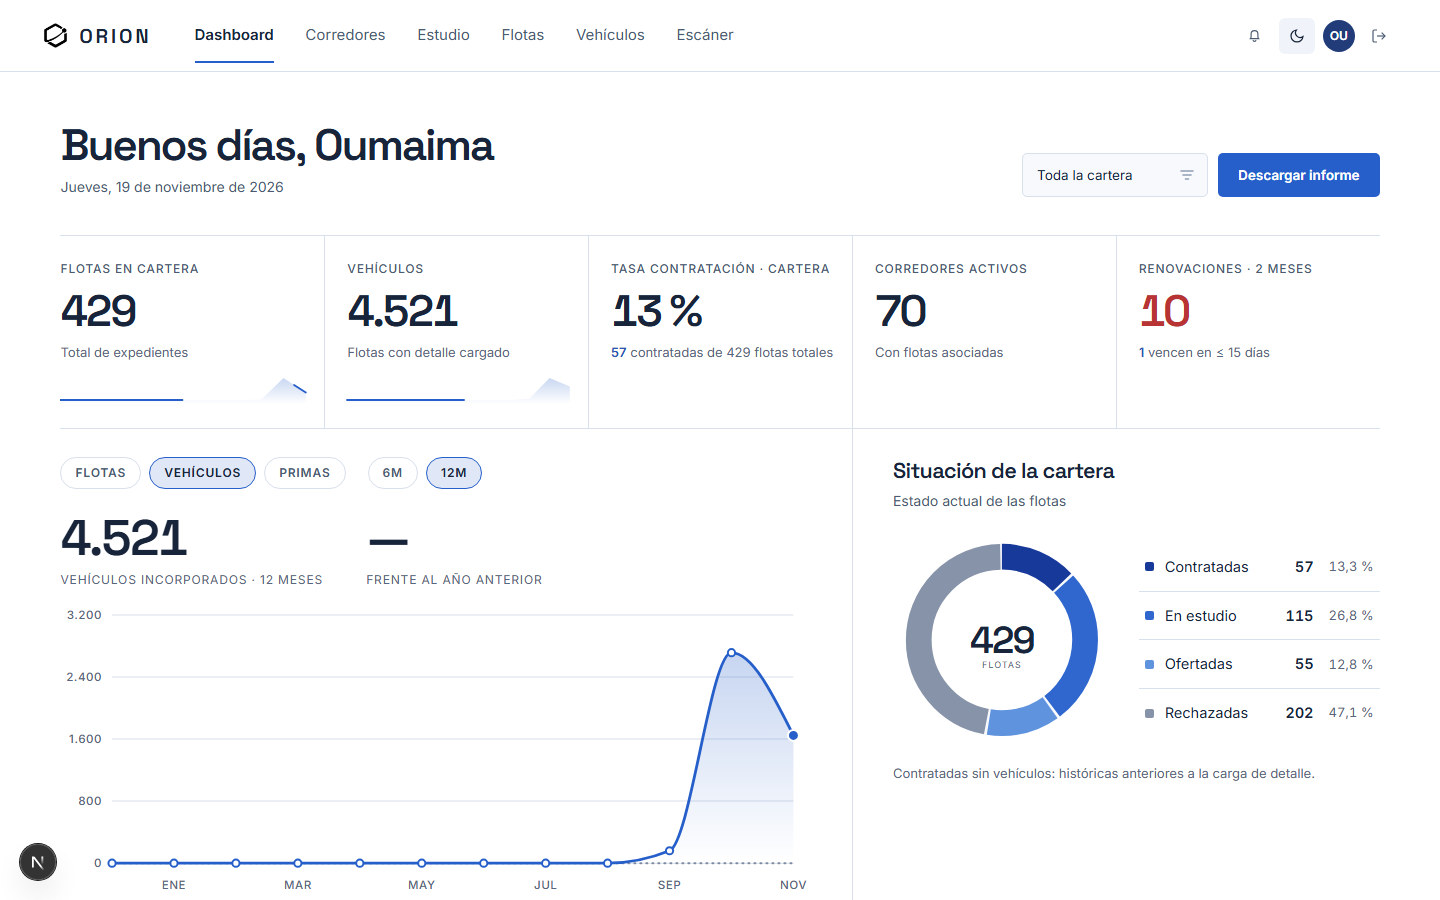 ORION
Dashboard
Corredores
Estudio
Flotas
Vehículos
Escáner
OU
Buenos días, Oumaima
Jueves, 19 de noviembre de 2026
Toda la cartera
Descargar informe
FLOTAS EN CARTERA
429
Total de expedientes
VEHÍCULOS
4.521
Flotas con detalle cargado
TASA CONTRATACIÓN · CARTERA
13 %
57 contratadas de 429 flotas totales
CORREDORES ACTIVOS
70
Con flotas asociadas
RENOVACIONES · 2 MESES
10
1 vencen en ≤ 15 días
FLOTAS
VEHÍCULOS
PRIMAS
6M
12M
4.521
VEHÍCULOS INCORPORADOS · 12 MESES
—
FRENTE AL AÑO ANTERIOR
3.200
2.400
1.600
800
0
ENE
MAR
MAY
JUL
SEP
NOV
N
Situación de la cartera
Estado actual de las flotas
429
FLOTAS
Contratadas 57 13,3 %
En estudio 115 26,8 %
Ofertadas 55 12,8 %
Rechazadas 202 47,1 %
Contratadas sin vehículos: históricas anteriores a la carga de detalle.